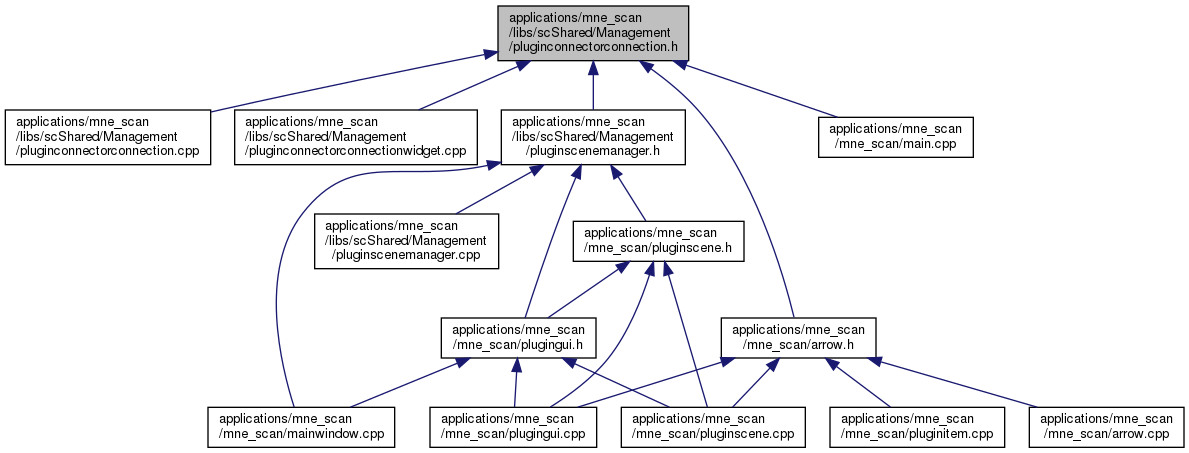 applications/mne_scan
/libs/scShared/Management
/pluginconnectorconnection.h
applications/mne_scan
/libs/scShared/Management
/pluginconnectorconnection.cpp
applications/mne_scan
/libs/scShared/Management
/pluginconnectorconnectionwidget.cpp
applications/mne_scan
/libs/scShared/Management
/pluginscenemanager.h
applications/mne_scan
/mne_scan/main.cpp
applications/mne_scan
/libs/scShared/Management
/pluginscenemanager.cpp
applications/mne_scan
/mne_scan/pluginscene.h
applications/mne_scan
/mne_scan/plugingui.h
applications/mne_scan
/mne_scan/arrow.h
applications/mne_scan
/mne_scan/mainwindow.cpp
applications/mne_scan
/mne_scan/plugingui.cpp
applications/mne_scan
/mne_scan/pluginscene.cpp
applications/mne_scan
/mne_scan/pluginitem.cpp
applications/mne_scan
/mne_scan/arrow.cpp